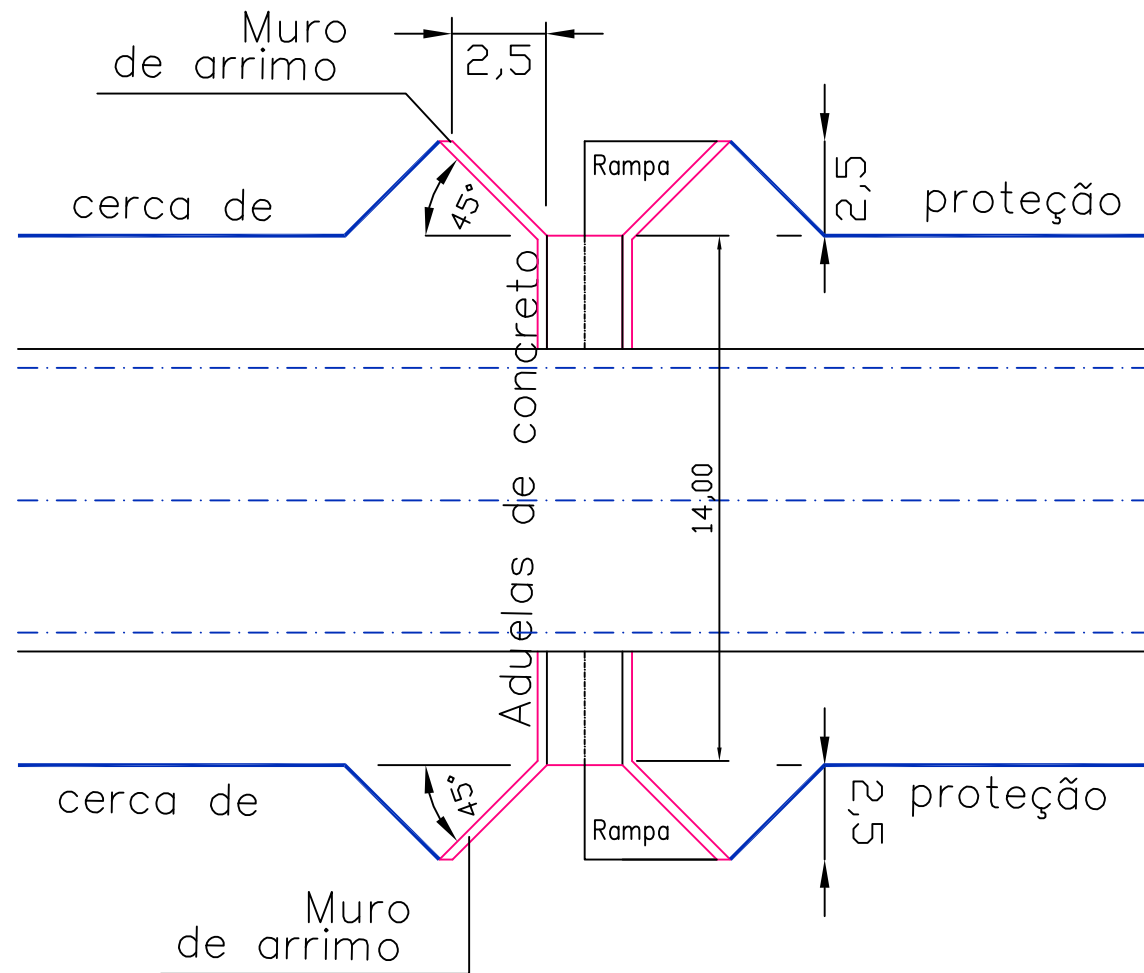 Muro
de arrimo
2,5
Rampa
2,5
cerca de
45°
proteção
Aduelas de concreto
14,00
cerca de
45°
Rampa
2,5
proteção
Muro
de arrimo